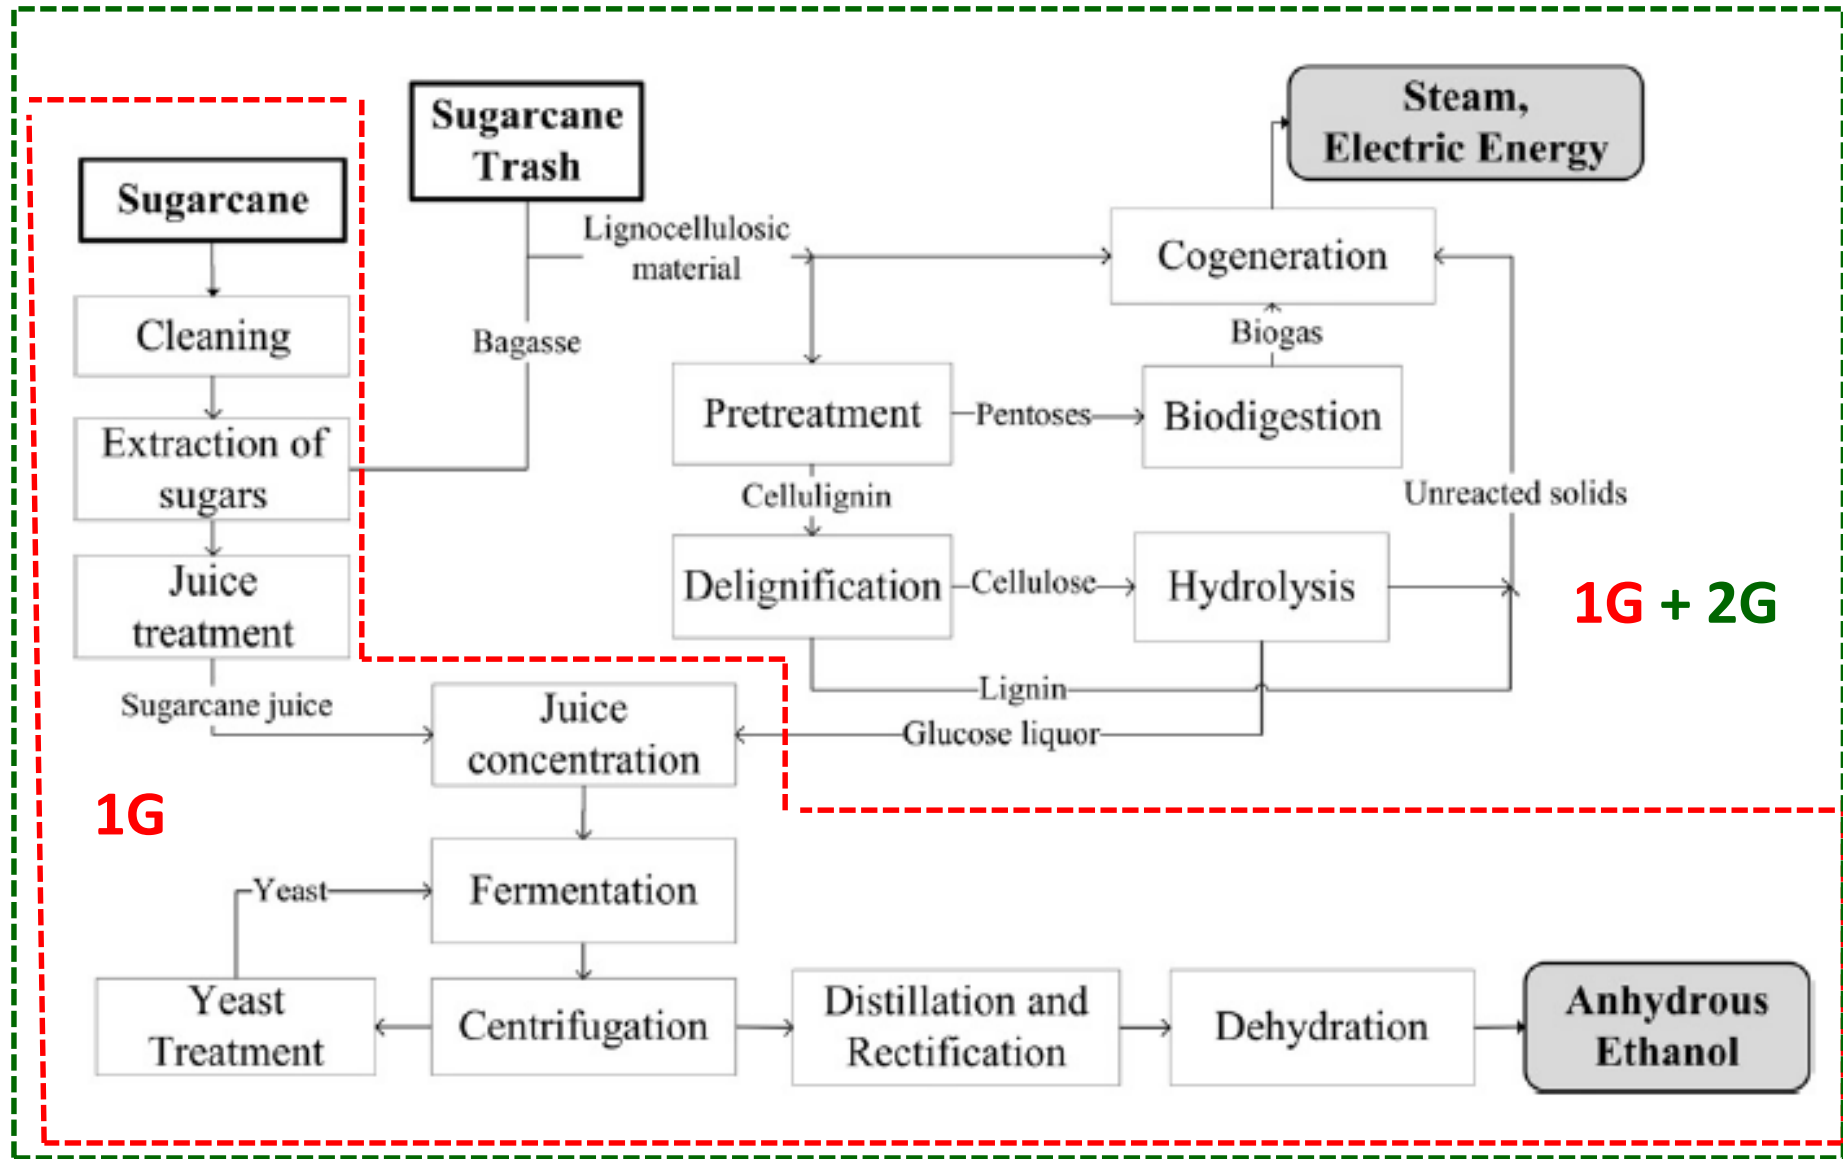 Sugarcane
Trash
Steam,
Electric Energy
Sugarcane
Lignocellulosic
material
Cogeneration
Cleaning
Bagasse
Biogas
Extraction of
sugars
Pretreatment
Pentoses
Biodigestion
Cellulignin
Unreacted solids
Juice
treatment
Delignification
Cellulose
Hydrolysis
1G + 2G
Lignin
Sugarcane juice
Juice
concentration
Glucose liquor
1G
Yeast
Fermentation
Yeast
Treatment
Centrifugation
Distillation and
Rectification
Dehydration
Anhydrous
Ethanol